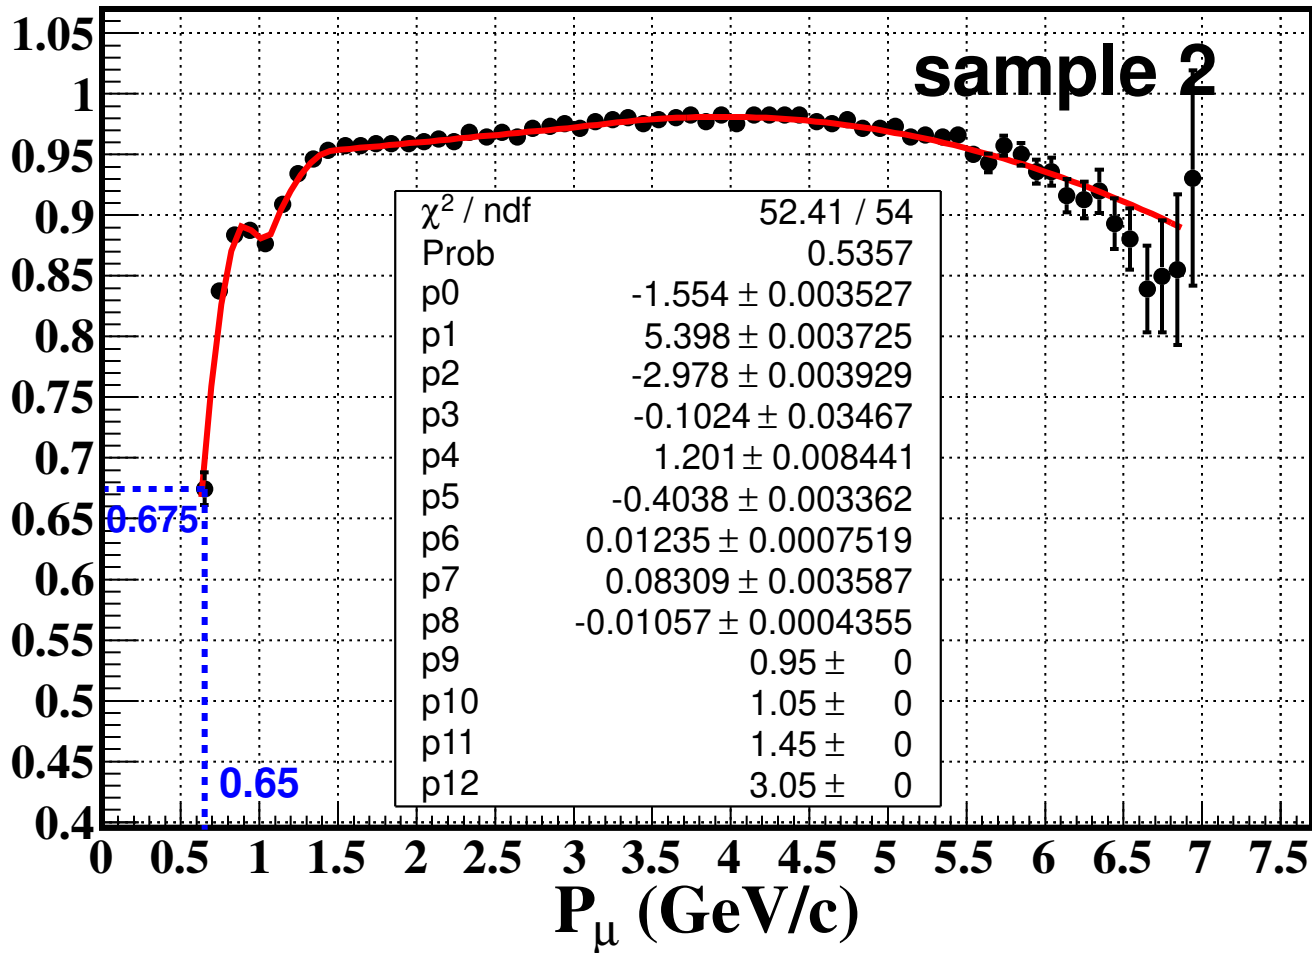 1.05
sample 2
1
0.95
0.9
0.85
0.8
0.75
0.7
0.65
0.6
0.55
0.5
0.45
0.4
χ² / ndf 52.41 / 54
Prob 0.5357
p0 -1.554 ± 0.003527
p1 5.398 ± 0.003725
p2 -2.978 ± 0.003929
p3 -0.1024 ± 0.03467
p4 1.201 ± 0.008441
p5 -0.4038 ± 0.003362
p6 0.01235 ± 0.0007519
p7 0.08309 ± 0.003587
p8 -0.01057 ± 0.0004355
p9 0.95 ± 0
p10 1.05 ± 0
p11 1.45 ± 0
p12 3.05 ± 0
0.675
0.65
0 0.5 1 1.5 2 2.5 3 3.5 4 4.5 5 5.5 6 6.5 7 7.5
P_μ (GeV/c)